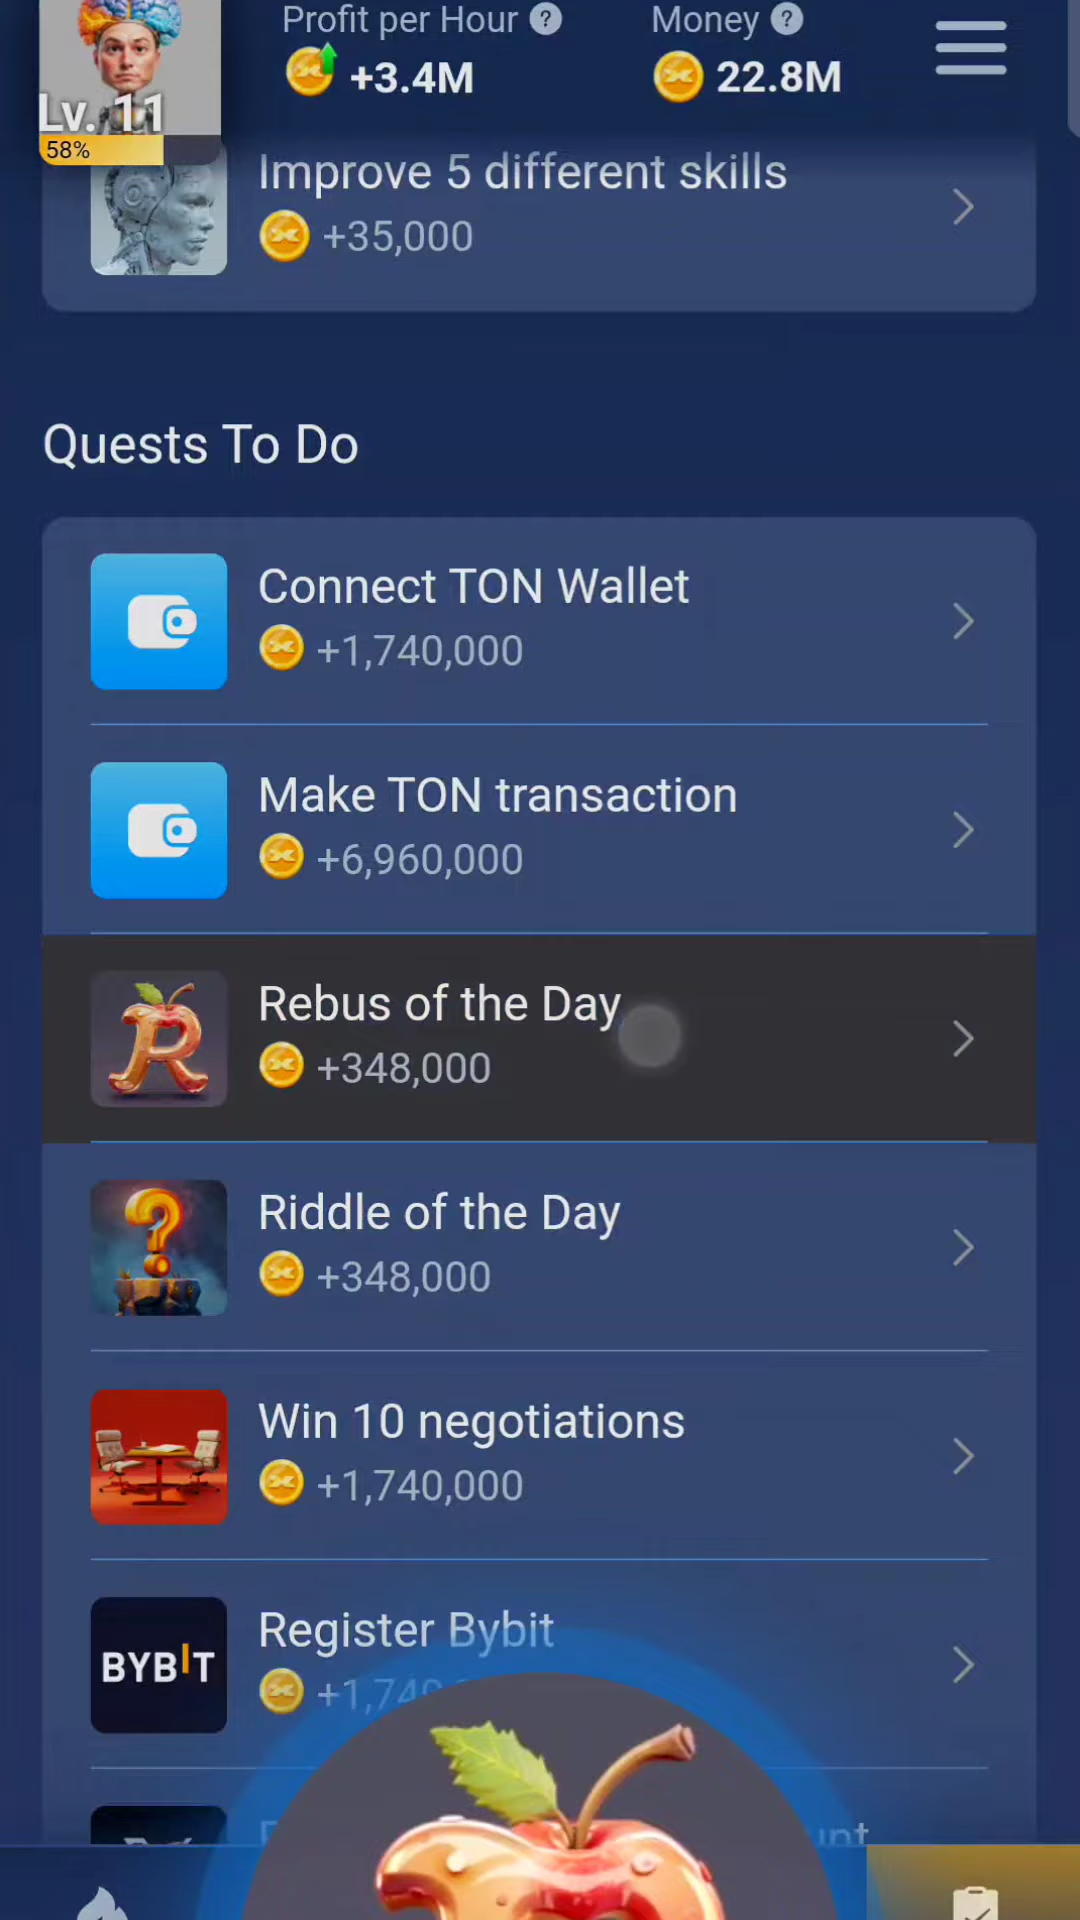 Profit per Hour ?
Money ?
+3.4M
22.8M
Lv. 11
58%
Improve 5 different skills
+35,000
Quests To Do
Connect TON Wallet
+1,740,000
Make TON transaction
+6,960,000
R
Rebus of the Day
+348,000
?
Riddle of the Day
+348,000
Win 10 negotiations
+1,740,000
BYBIT
Register Bybit
+1,740